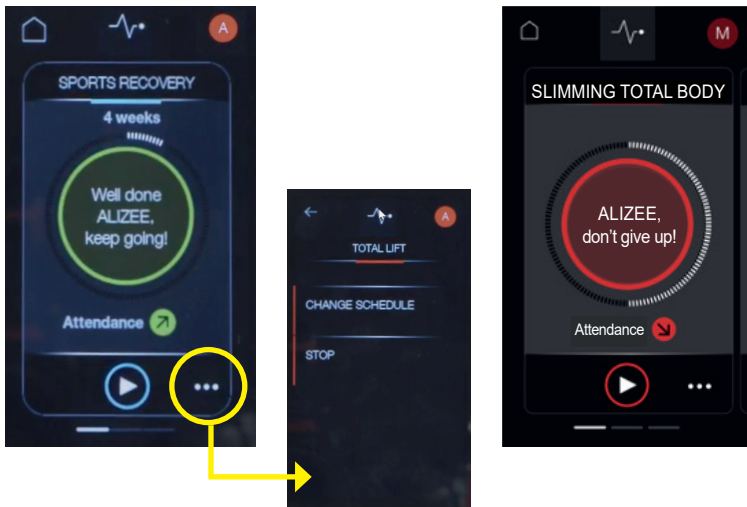 A
SPORTS RECOVERY
4 weeks
Well done
ALIZEE,
keep going!
Attendance
A
TOTAL LIFT
CHANGE SCHEDULE
STOP
M
SLIMMING TOTAL BODY
ALIZEE,
don't give up!
Attendance